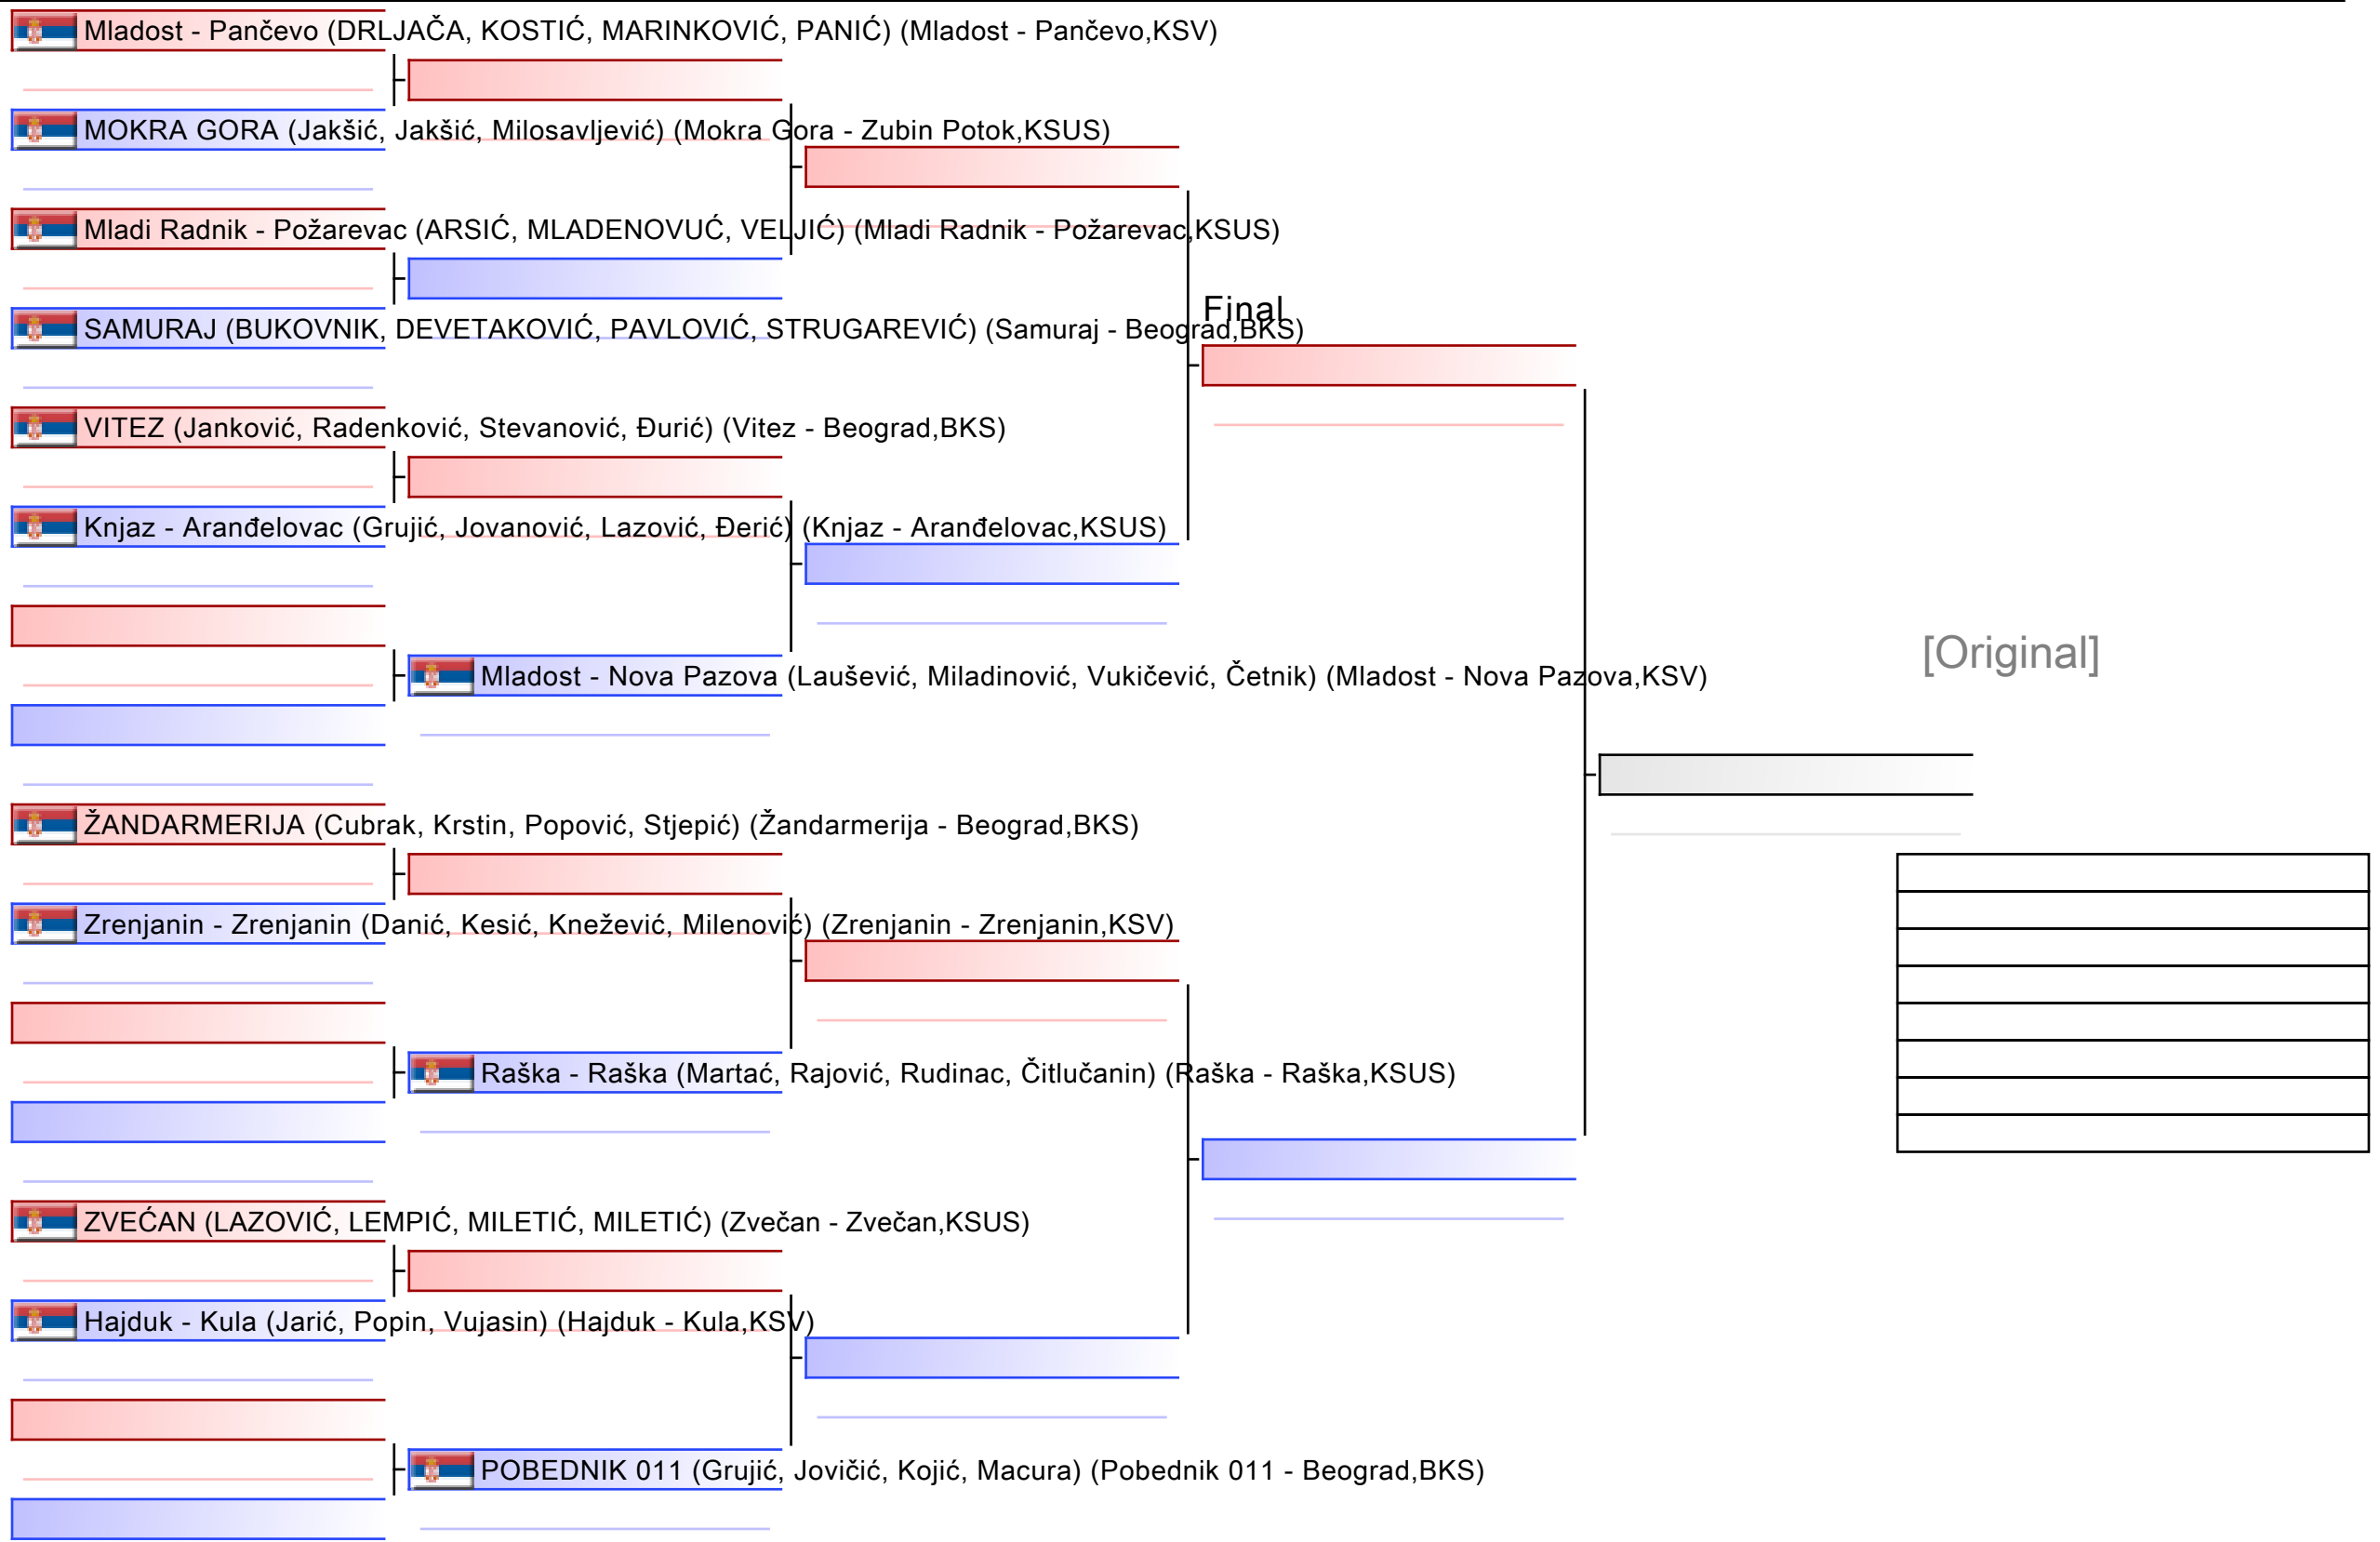 Mladost - Pančevo (DRLJAČA, KOSTIĆ, MARINKOVIĆ, PANIĆ) (Mladost - Pančevo,KSV)
MOKRA GORA (Jakšić, Jakšić, Milosavljević) (Mokra Gora - Zubin Potok,KSUS)
Mladi Radnik - Požarevac (ARSIĆ, MLADENOVUĆ, VELJIĆ) (Mladi Radnik - Požarevac,KSUS)
Final
SAMURAJ (BUKOVNIK, DEVETAKOVIĆ, PAVLOVIĆ, STRUGAREVIĆ) (Samuraj - Beograd,BKS)
VITEZ (Janković, Radenković, Stevanović, Đurić) (Vitez - Beograd,BKS)
Knjaz - Aranđelovac (Grujić, Jovanović, Lazović, Đerić) (Knjaz - Aranđelovac,KSUS)
[Original]
Mladost - Nova Pazova (Laušević, Miladinović, Vukičević, Četnik) (Mladost - Nova Pazova,KSV)
ŽANDARMERIJA (Cubrak, Krstin, Popović, Stjepić) (Žandarmerija - Beograd,BKS)
Zrenjanin - Zrenjanin (Danić, Kesić, Knežević, Milenović) (Zrenjanin - Zrenjanin,KSV)
Raška - Raška (Martać, Rajović, Rudinac, Čitlučanin) (Raška - Raška,KSUS)
ZVEĆAN (LAZOVIĆ, LEMPIĆ, MILETIĆ, MILETIĆ) (Zvečan - Zvečan,KSUS)
Hajduk - Kula (Jarić, Popin, Vujasin) (Hajduk - Kula,KSV)
POBEDNIK 011 (Grujić, Jovičić, Kojić, Macura) (Pobednik 011 - Beograd,BKS)